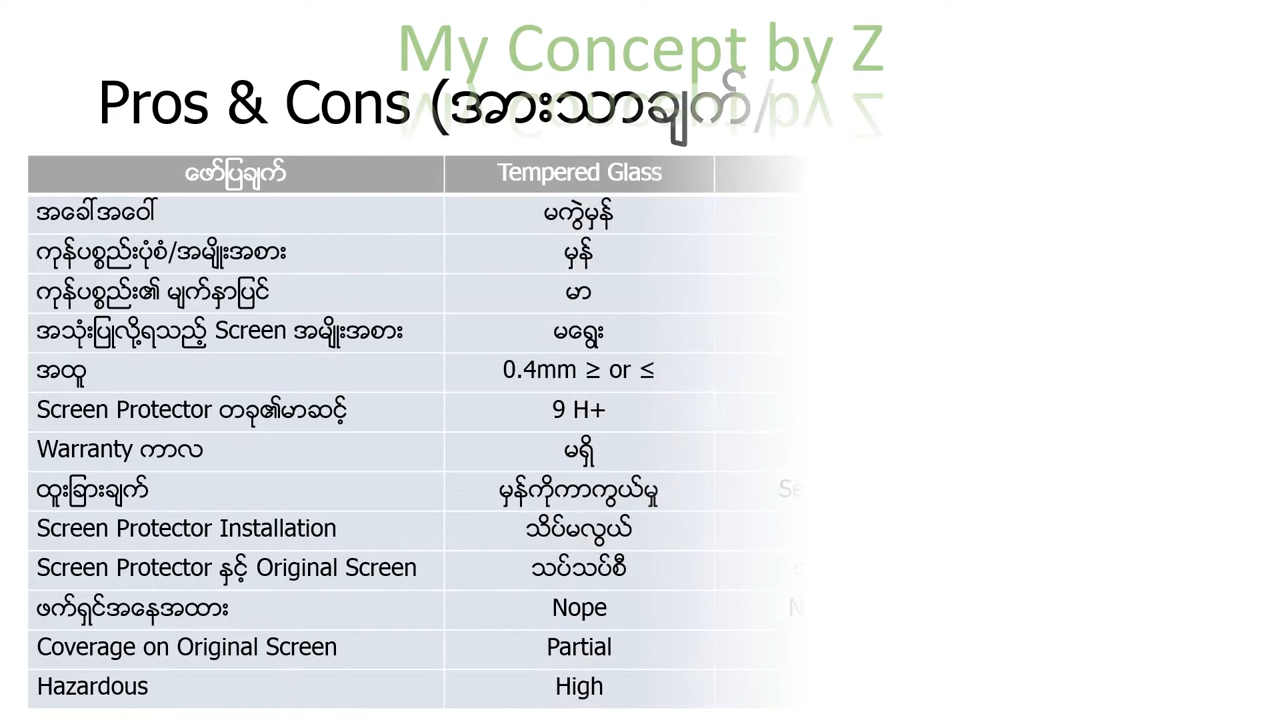 My Concept by Z
Pros & Cons (အားသာချက်/
ဖော်ပြချက် Tempered Glass
အခေါ်အဝေါ် မကွဲမှန်
ကုန်ပစ္စည်းပုံစံ/အမျိုးအစား မှန်
ကုန်ပစ္စည်း၏ မျက်နှာပြင် မာ
အသုံးပြုလို့ရသည့် Screen အမျိုးအစား မရွေး
အထူ 0.4mm ≥ or ≤
Screen Protector တခု၏မာဆင့် 9 H+
Warranty ကာလ မရှိ
ထူးခြားချက် မှန်ကိုကာကွယ်မှု
Screen Protector Installation သိပ်မလွယ်
Screen Protector နှင့် Original Screen သပ်သပ်စီ
ဖက်ရှင်အနေအထား Nope
Coverage on Original Screen Partial
Hazardous High